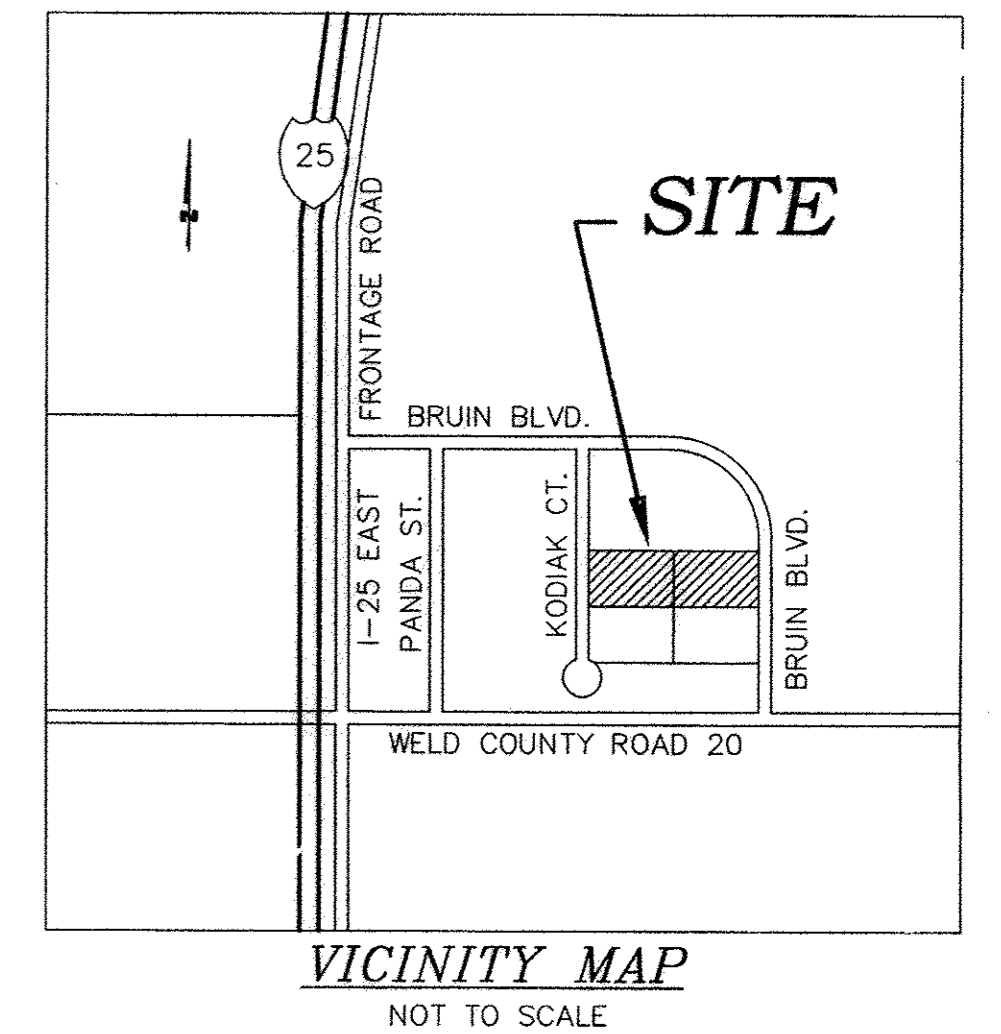 25
SITE
N
FRONTAGE ROAD
BRUIN BLVD.
I-25 EAST
PANDA ST.
KODIAK CT.
BRUIN BLVD.
WELD COUNTY ROAD 20
VICINITY MAP
NOT TO SCALE